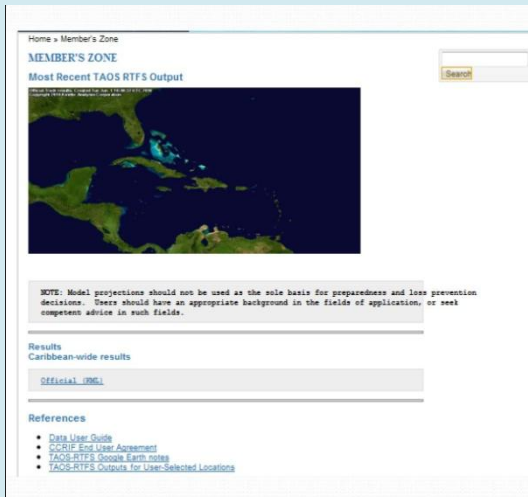 Home » Member's Zone
MEMBER'S ZONE
Search
Most Recent TAOS RTFS Output
NOTE: Model projections should not be used as the sole basis for preparedness and loss prevention
decisions. Users should have an appropriate background in the fields of application, or seek
competent advice in such fields.
Results
Caribbean-wide results
Official (KML)
References
Data User Guide
CCRIF End User Agreement
TAOS-RTFS Google Earth notes
TAOS-RTFS Outputs for User-Selected Locations